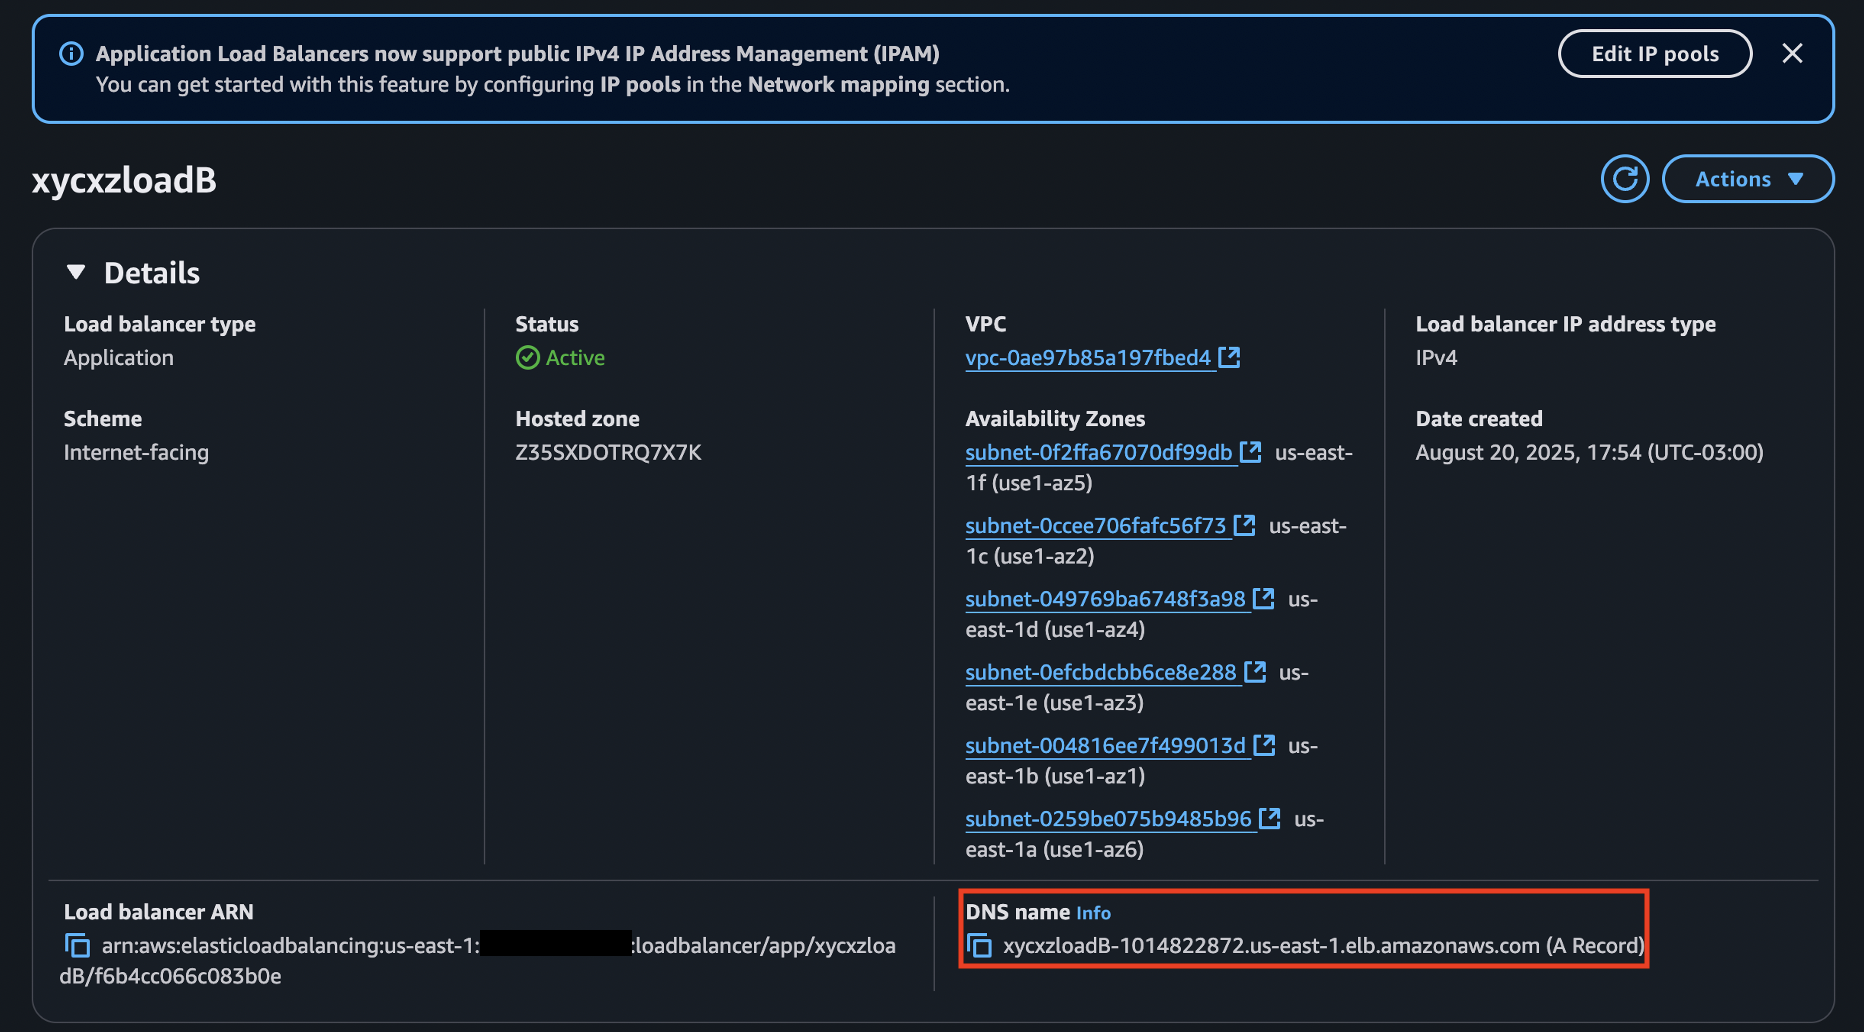 Application Load Balancers now support public IPv4 IP Address Management (IPAM)
You can get started with this feature by configuring IP pools in the Network mapping section.
Edit IP pools
xycxzloadB
Actions
Details
Load balancer type
Application
Scheme
Internet-facing
Status
Active
Hosted zone
Z35SXDOTRQ7X7K
VPC
vpc-0ae97b85a197fbed4
Availability Zones
subnet-0f2ffa67070df99db us-east-
1f (use1-az5)
subnet-0ccee706fafc56f73 us-east-
1c (use1-az2)
subnet-049769ba6748f3a98 us-
east-1d (use1-az4)
subnet-0efcbdcbb6ce8e288 us-
east-1e (use1-az3)
subnet-004816ee7f499013d us-
east-1b (use1-az1)
subnet-0259be075b9485b96 us-
east-1a (use1-az6)
Load balancer IP address type
IPv4
Date created
August 20, 2025, 17:54 (UTC-03:00)
Load balancer ARN
arn:aws:elasticloadbalancing:us-east-1: :loadbalancer/app/xycxzloa
dB/f6b4cc066c083b0e
DNS name Info
xycxzloadB-1014822872.us-east-1.elb.amazonaws.com (A Record)